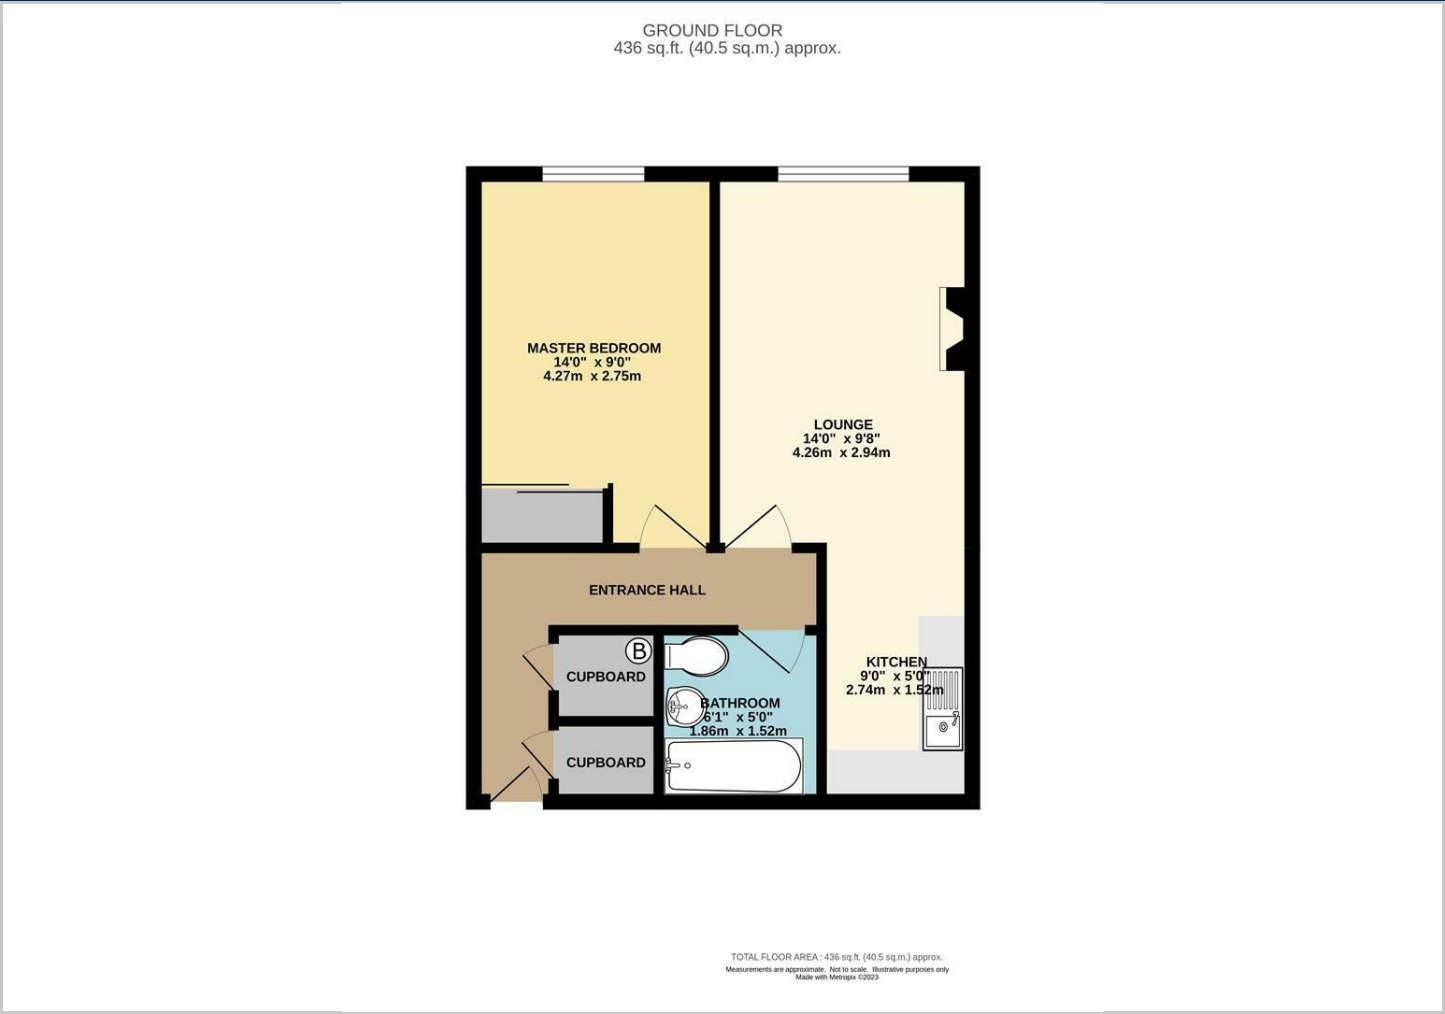 GROUND FLOOR
436 sq.ft. (40.5 sq.m.) approx.
MASTER BEDROOM
14'0" x 9'0"
4.27m x 2.75m
LOUNGE
14'0" x 9'8"
4.26m x 2.94m
ENTRANCE HALL
B
CUPBOARD
KITCHEN
9'0" x 5'0"
2.74m x 1.52m
BATHROOM
6'1" x 5'0"
1.86m x 1.52m
CUPBOARD
TOTAL FLOOR AREA : 436 sq.ft. (40.5 sq.m.) approx.
Measurements are approximate. Not to scale. Illustrative purposes only
Made with Metropix ©2023